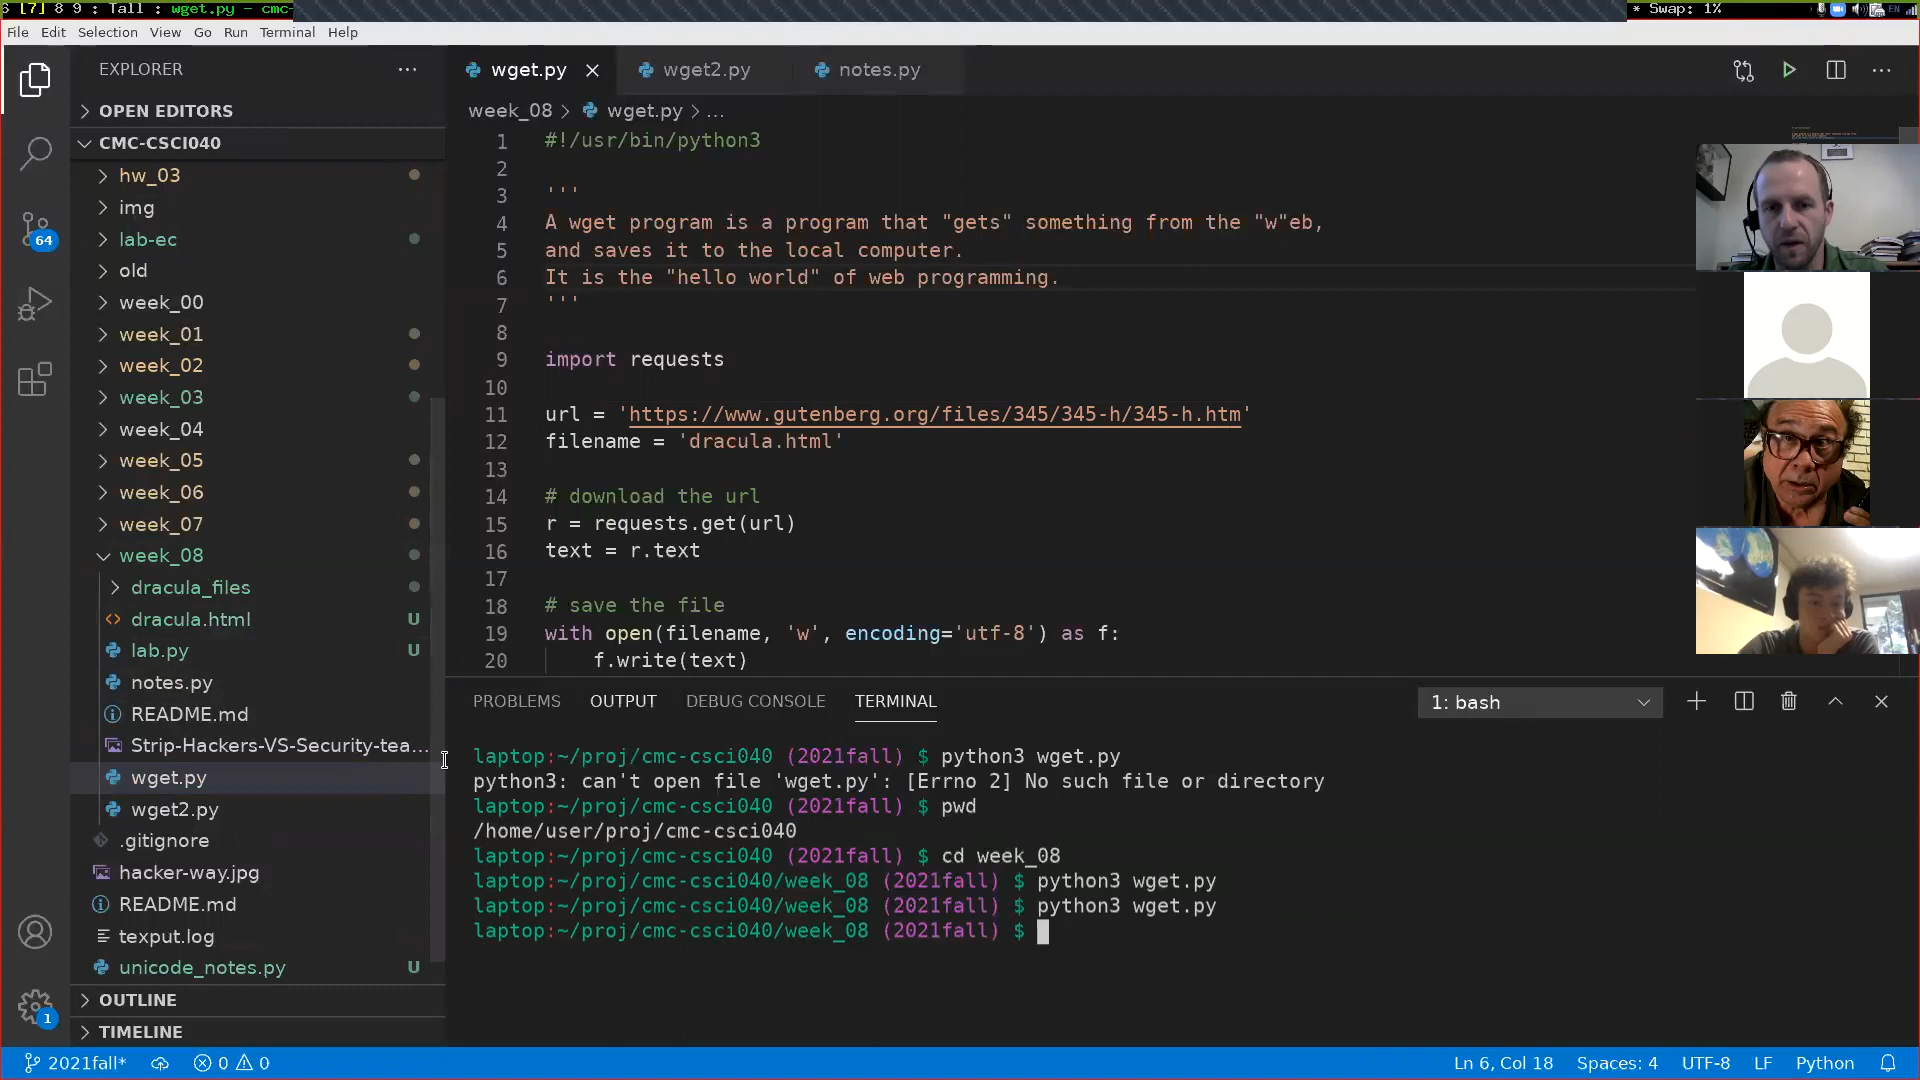 6 [7] 8 9 : Tall : wget.py - cmc-
* Swap: 1%
EN
File Edit Selection View Go Run Terminal Help
EXPLORER
wget.py
wget2.py
notes.py
OPEN EDITORS
week_08 > wget.py > ...
CMC-CSCI040
hw_03
img
lab-ec
old
week_00
week_01
week_02
week_03
week_04
week_05
week_06
week_07
week_08
dracula_files
dracula.html U
lab.py U
notes.py
README.md
Strip-Hackers-VS-Security-tea...
wget.py
wget2.py
.gitignore
hacker-way.jpg
README.md
texput.log
unicode_notes.py U
OUTLINE
TIMELINE
64
1
1 #!/usr/bin/python3
2
3 '''
4 A wget program is a program that "gets" something from the "w"eb,
5 and saves it to the local computer.
6 It is the "hello world" of web programming.
7 '''
8
9 import requests
10
11 url = 'https://www.gutenberg.org/files/345/345-h/345-h.htm'
12 filename = 'dracula.html'
13
14 # download the url
15 r = requests.get(url)
16 text = r.text
17
18 # save the file
19 with open(filename, 'w', encoding='utf-8') as f:
20 f.write(text)
PROBLEMS OUTPUT DEBUG CONSOLE TERMINAL
1: bash
laptop:~/proj/cmc-csci040 (2021fall) $ python3 wget.py
python3: can't open file 'wget.py': [Errno 2] No such file or directory
laptop:~/proj/cmc-csci040 (2021fall) $ pwd
/home/user/proj/cmc-csci040
laptop:~/proj/cmc-csci040 (2021fall) $ cd week_08
laptop:~/proj/cmc-csci040/week_08 (2021fall) $ python3 wget.py
laptop:~/proj/cmc-csci040/week_08 (2021fall) $ python3 wget.py
laptop:~/proj/cmc-csci040/week_08 (2021fall) $
2021fall* 0 0
Ln 6, Col 18 Spaces: 4 UTF-8 LF Python